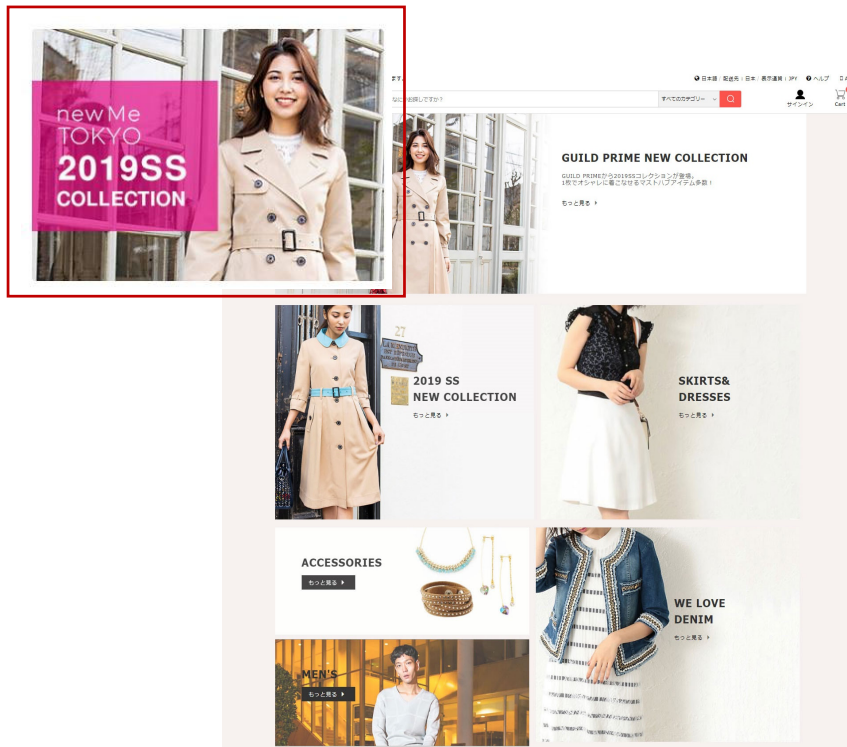 newMe
TOKYO
2019SS
COLLECTION
ます。
日本語 / 配送先：日本 / 表示通貨：JPY
ヘルプ
なにかお探しですか？
すべてのカテゴリー
サインイン
Cart
GUILD PRIME NEW COLLECTION
GUILD PRIMEから2019SSコレクションが登場。
1枚でオシャレに着こなせるマストハブアイテム多数！
もっと見る
27
2019 SS
NEW COLLECTION
もっと見る
SKIRTS&
DRESSES
もっと見る
ACCESSORIES
もっと見る
WE LOVE
DENIM
もっと見る
MEN'S
もっと見る